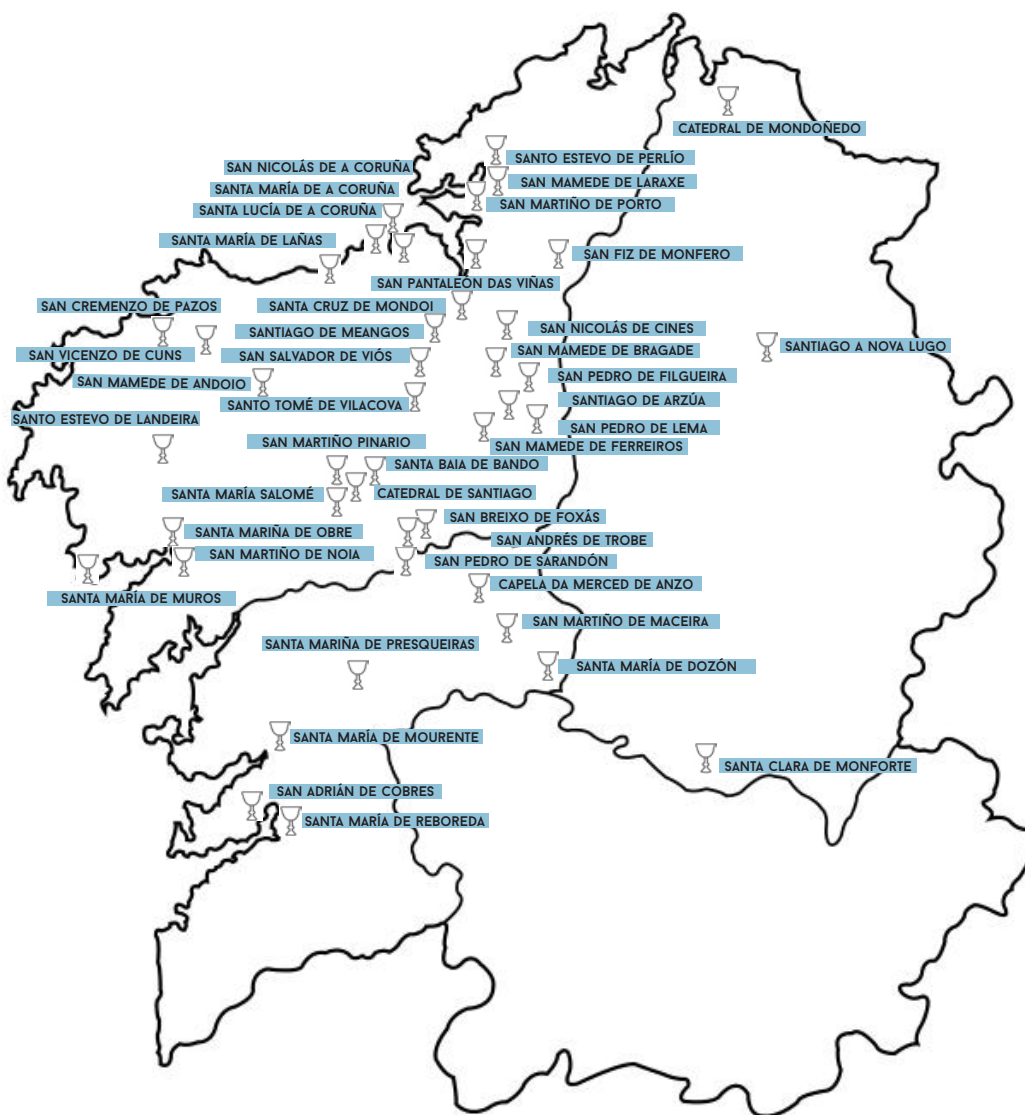 CATEDRAL DE MONDOÑEDO
SANTO ESTEVO DE PERLÍO
SAN NICOLÁS DE A CORUÑA
SAN MAMEDE DE LARAXE
SANTA MARÍA DE A CORUÑA
SAN MARTIÑO DE PORTO
SANTA LUCÍA DE A CORUÑA
SANTA MARÍA DE LAÑAS
SAN FIZ DE MONFERO
SAN PANTALEÓN DAS VIÑAS
SAN CREMENZO DE PAZOS
SANTA CRUZ DE MONDOI
SANTIAGO DE MEANGOS
SAN NICOLÁS DE CINES
SANTIAGO A NOVA LUGO
SAN VICENZO DE CUNS
SAN SALVADOR DE VIÓS
SAN MAMEDE DE BRAGADE
SAN MAMEDE DE ANDOIO
SAN PEDRO DE FILGUEIRA
SANTO TOMÉ DE VILACOVA
SANTIAGO DE ARZÚA
SANTO ESTEVO DE LANDEIRA
SAN PEDRO DE LEMA
SAN MARTIÑO PINARIO
SAN MAMEDE DE FERREIROS
SANTA BAIA DE BANDO
SANTA MARÍA SALOMÉ
CATEDRAL DE SANTIAGO
SAN BREIXO DE FOXÁS
SANTA MARIÑA DE OBRE
SAN ANDRÉS DE TROBE
SAN MARTIÑO DE NOIA
SAN PEDRO DE SARANDÓN
CAPELA DA MERCED DE ANZO
SANTA MARÍA DE MUROS
SAN MARTIÑO DE MACEIRA
SANTA MARIÑA DE PRESQUEIRAS
SANTA MARÍA DE DOZÓN
SANTA MARÍA DE MOURENTE
SANTA CLARA DE MONFORTE
SAN ADRIÁN DE COBRES
SANTA MARÍA DE REBOREDA